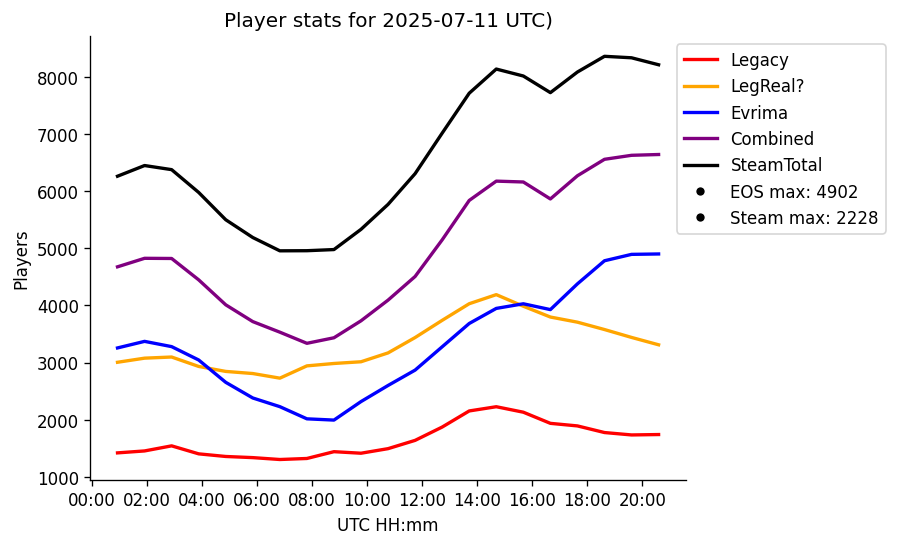 Player stats for 2025-07-11 UTC)
Legacy
LegReal?
Evrima
Combined
SteamTotal
EOS max: 4902
Steam max: 2228
Players
8000
7000
6000
5000
4000
3000
2000
1000
00:00 02:00 04:00 06:00 08:00 10:00 12:00 14:00 16:00 18:00 20:00
UTC HH:mm